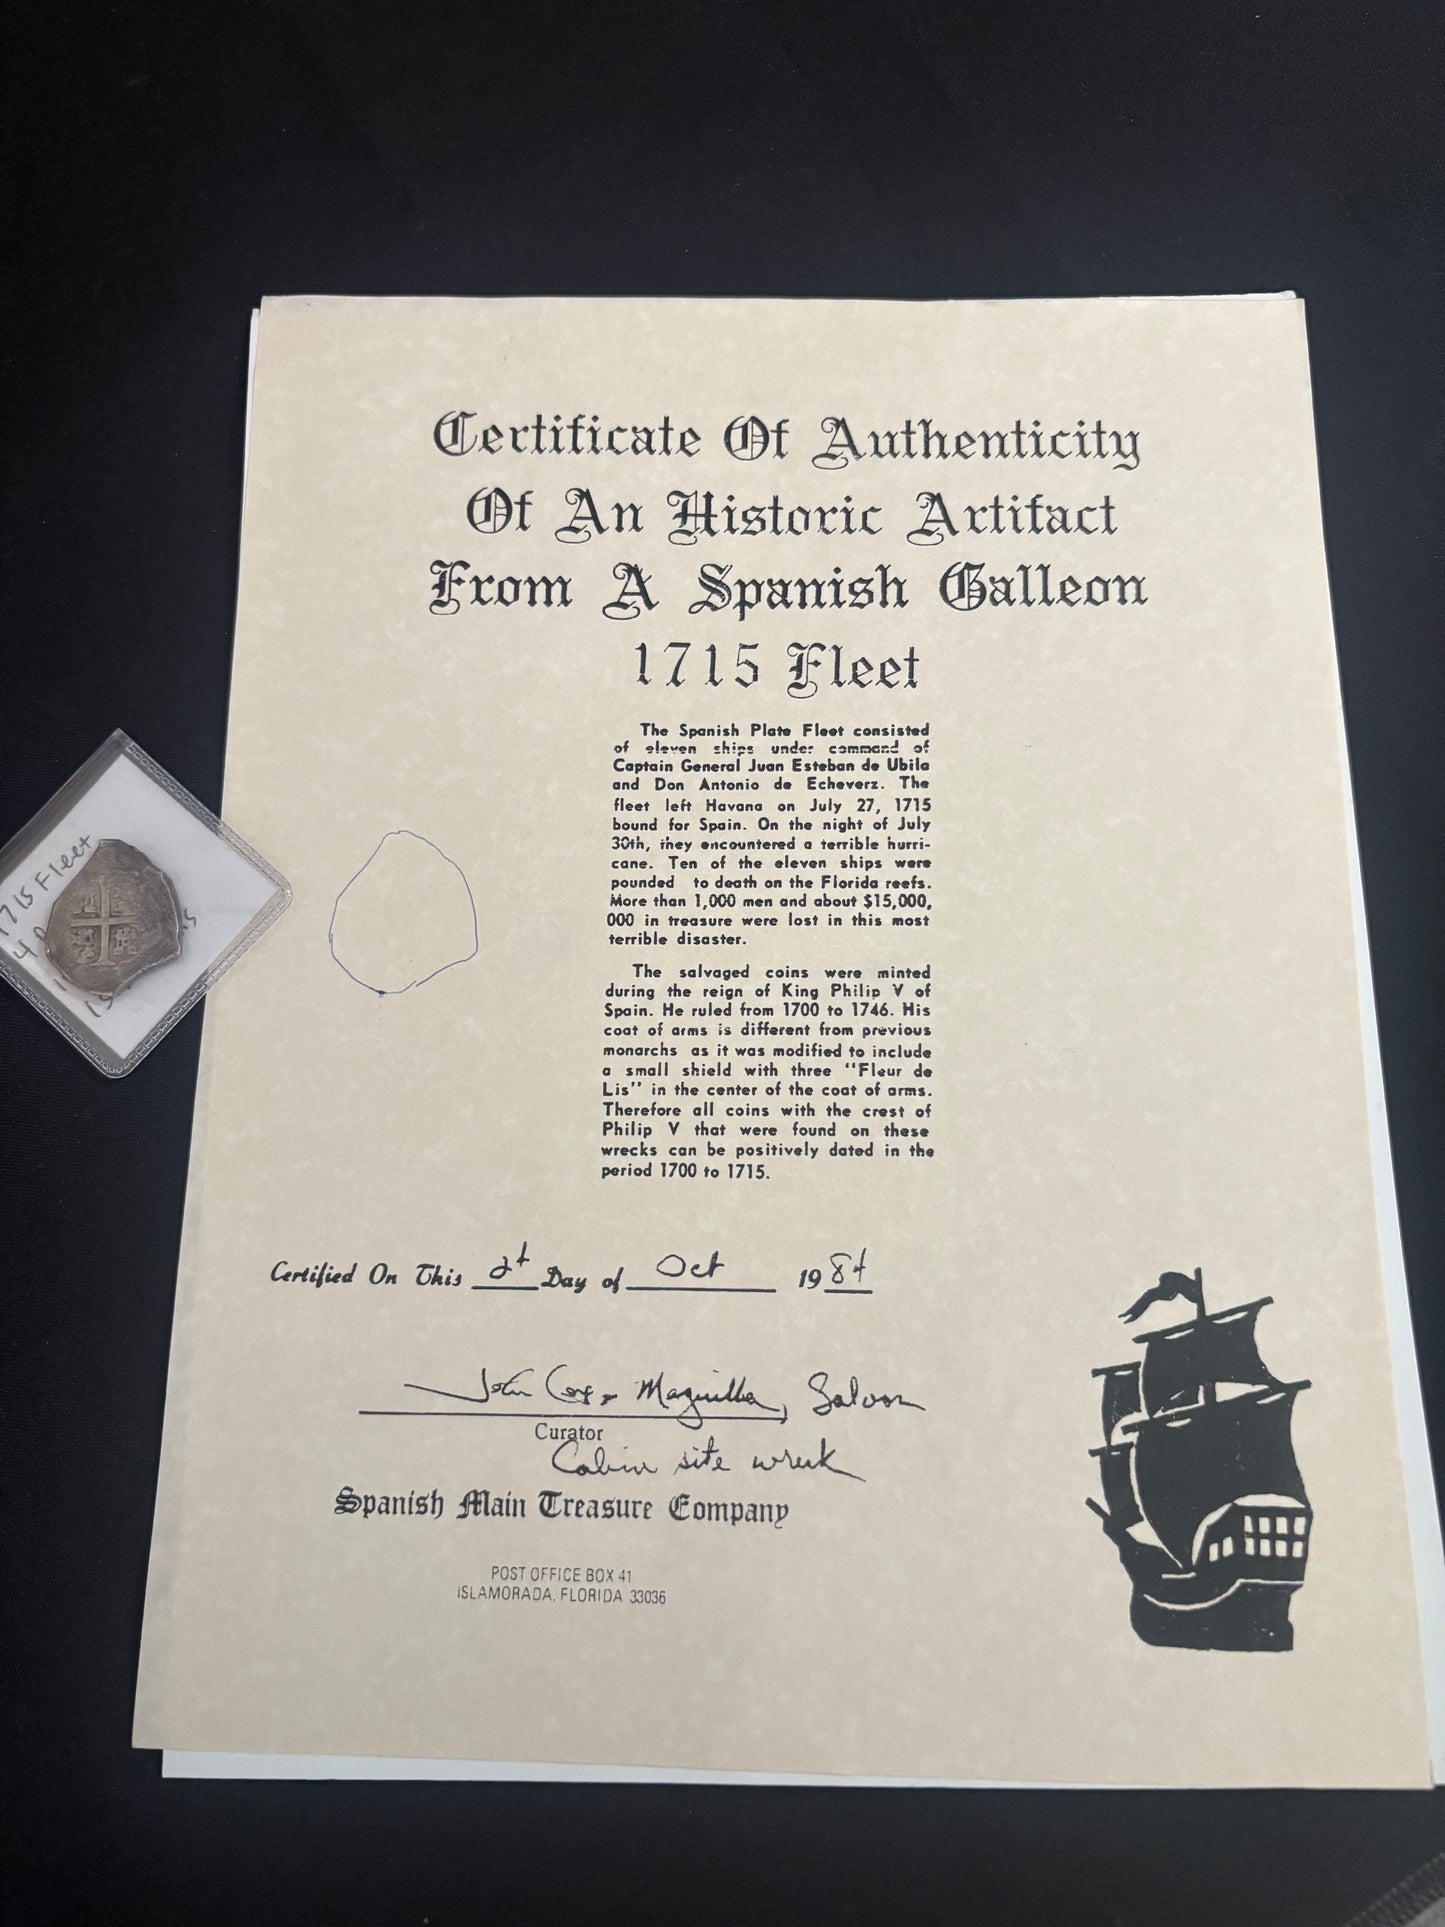 Certificate Of Authenticity
Of An Historic Artifact
From A Spanish Galleon
1715 Fleet
The Spanish Plate Fleet consisted
of eleven ships under command of
Captain General Juan Esteban de Ubila
and Don Antonio de Echeverz. The
fleet left Havana on July 27, 1715
bound for Spain. On the night of July
30th, they encountered a terrible hurri-
cane. Ten of the eleven ships were
pounded to death on the Florida reefs.
More than 1,000 men and about $15,000,
000 in treasure were lost in this most
terrible disaster.
The salvaged coins were minted
during the reign of King Philip V of
Spain. He ruled from 1700 to 1746. His
coat of arms is different from previous
monarchs as it was modified to include
a small shield with three "Fleur de
Lis" in the center of the coat of arms.
Therefore all coins with the crest of
Philip V that were found on these
wrecks can be positively dated in the
period 1700 to 1715.
1715 Fleet
Certified On This Day of Oct 1984
John
Curator
Cabin site wreck
Spanish Main Treasure Company
POST OFFICE BOX 41
ISLAMORADA, FLORIDA 33036